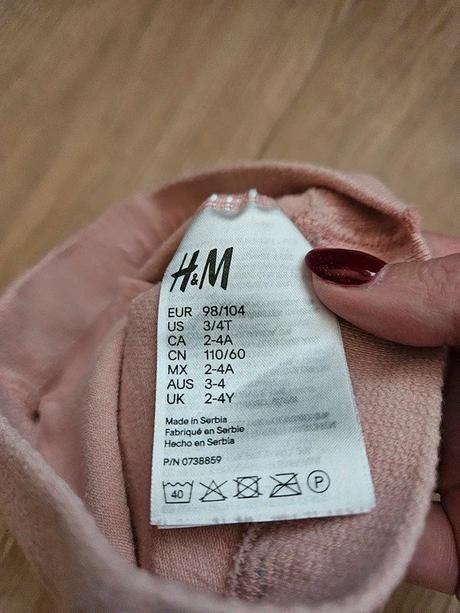 H&M
EUR 98/104
US 3/4T
CA 2-4A
CN 110/60
MX 2-4A
AUS 3-4
UK 2-4Y
Made in Serbia
Fabriqué en Serbie
Hecho en Serbia
P/N 0738859
40 P